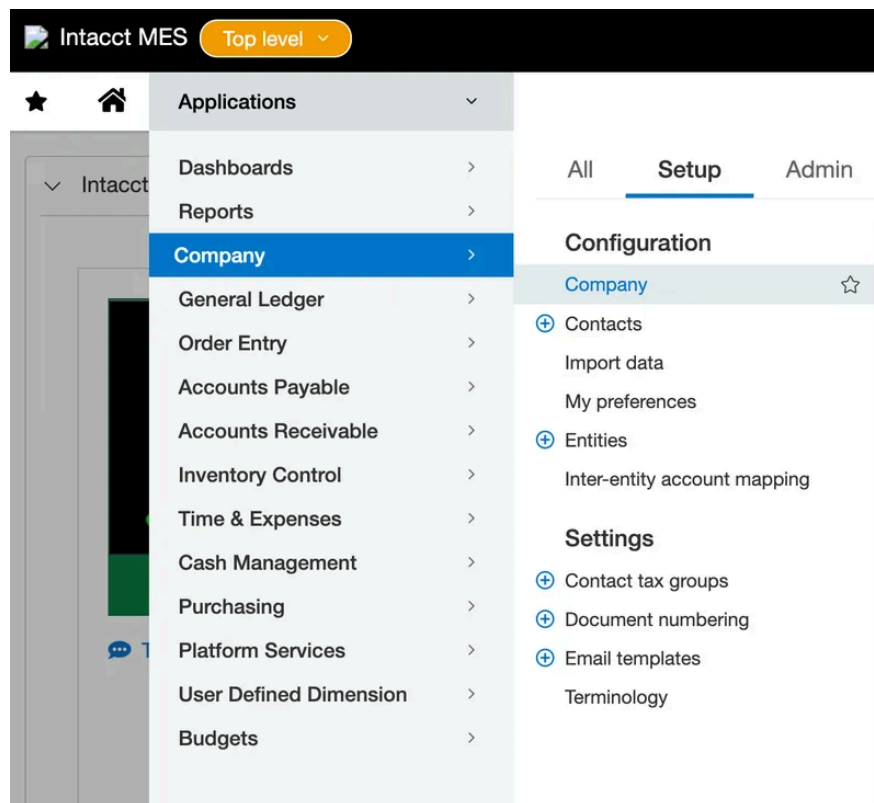 Intacct MES Top level
Applications
Intacct
Dashboards
Reports
Company
General Ledger
Order Entry
Accounts Payable
Accounts Receivable
Inventory Control
Time & Expenses
Cash Management
Purchasing
Platform Services
User Defined Dimension
Budgets
All Setup Admin
Configuration
Company
Contacts
Import data
My preferences
Entities
Inter-entity account mapping
Settings
Contact tax groups
Document numbering
Email templates
Terminology